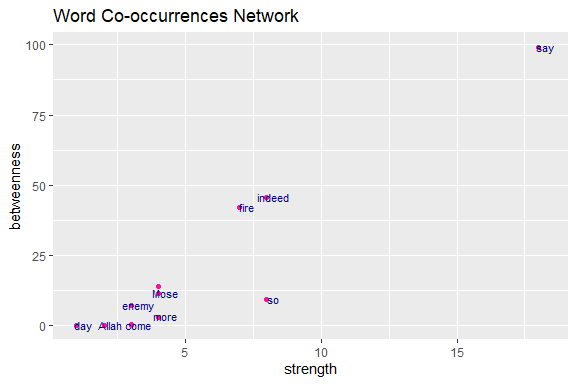 Word Co-occurrences Network
100
say
75
betweenness
50
indeed
fire
25
Mose
so
enemy
more
0
day Allah come
5
10
15
strength